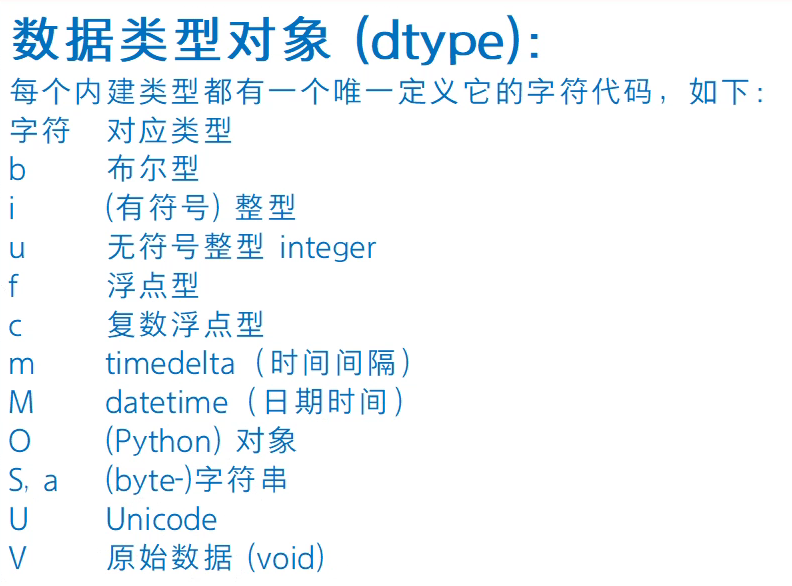 数据类型对象 (dtype):
每个内建类型都有一个唯一定义它的字符代码，如下：
字符 对应类型
b 布尔型
i (有符号) 整型
u 无符号整型 integer
f 浮点型
c 复数浮点型
m timedelta（时间间隔）
M datetime（日期时间）
O (Python) 对象
S, a (byte-)字符串
U Unicode
V 原始数据 (void)